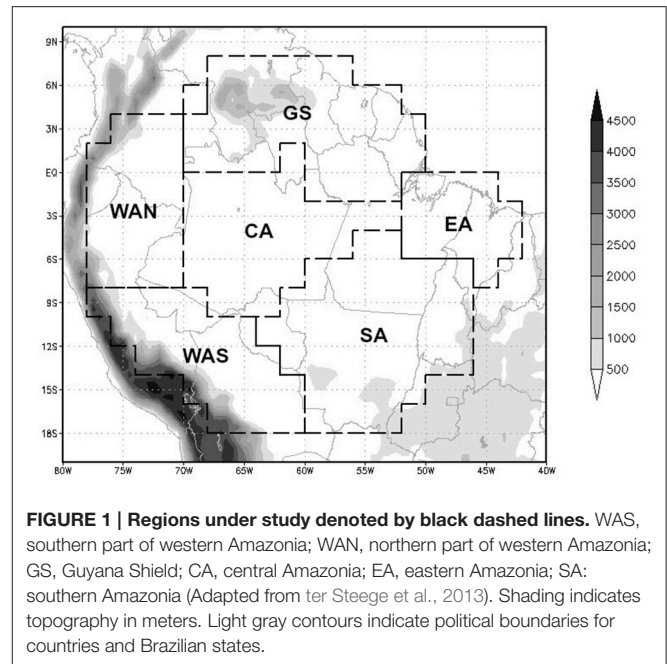 9N
6N
3N
EQ
3S
6S
9S
12S
15S
18S
80W 75W 70W 65W 60W 55W 50W 45W 40W
GS
WAN
CA
EA
WAS
SA
4500
4000
3500
3000
2500
2000
1500
1000
500
FIGURE 1 | Regions under study denoted by black dashed lines. WAS,
southern part of western Amazonia; WAN, northern part of western Amazonia;
GS, Guyana Shield; CA, central Amazonia; EA, eastern Amazonia; SA:
southern Amazonia (Adapted from ter Steege et al., 2013). Shading indicates
topography in meters. Light gray contours indicate political boundaries for
countries and Brazilian states.